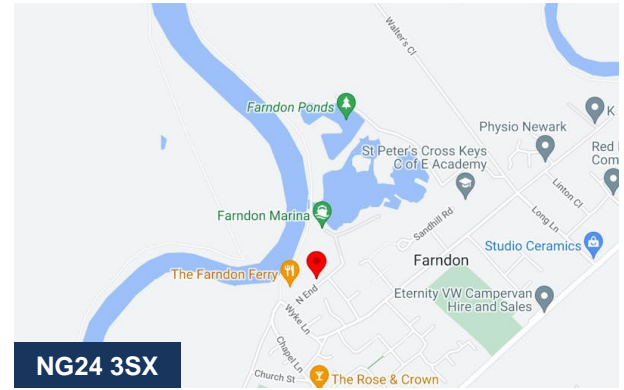 Walter's Cl
Farndon Ponds
Physio Newark
K
St Peter's Cross Keys
C of E Academy
Red
Com
Linton Cl
Farndon Marina
Sandhill Rd
Long Ln
Studio Ceramics
The Farndon Ferry
Farndon
N End
Eternity VW Campervan
Hire and Sales
Wyke Ln
Chapel Ln
NG24 3SX
Church St
The Rose & Crown